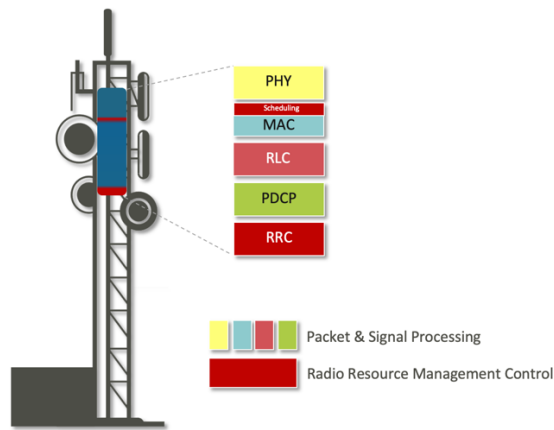 PHY
Scheduling
MAC
RLC
PDCP
RRC
Packet & Signal Processing
Radio Resource Management Control